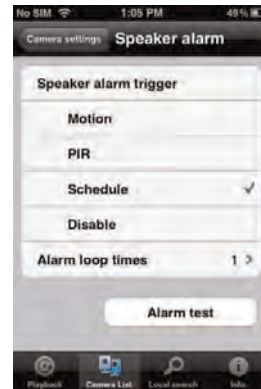 No SIM 1:05 PM 49%
Camera settings Speaker alarm
Speaker alarm trigger
Motion
PIR
Schedule
Disable
Alarm loop times 1 >
Alarm test
Playback Camera List Local search Info